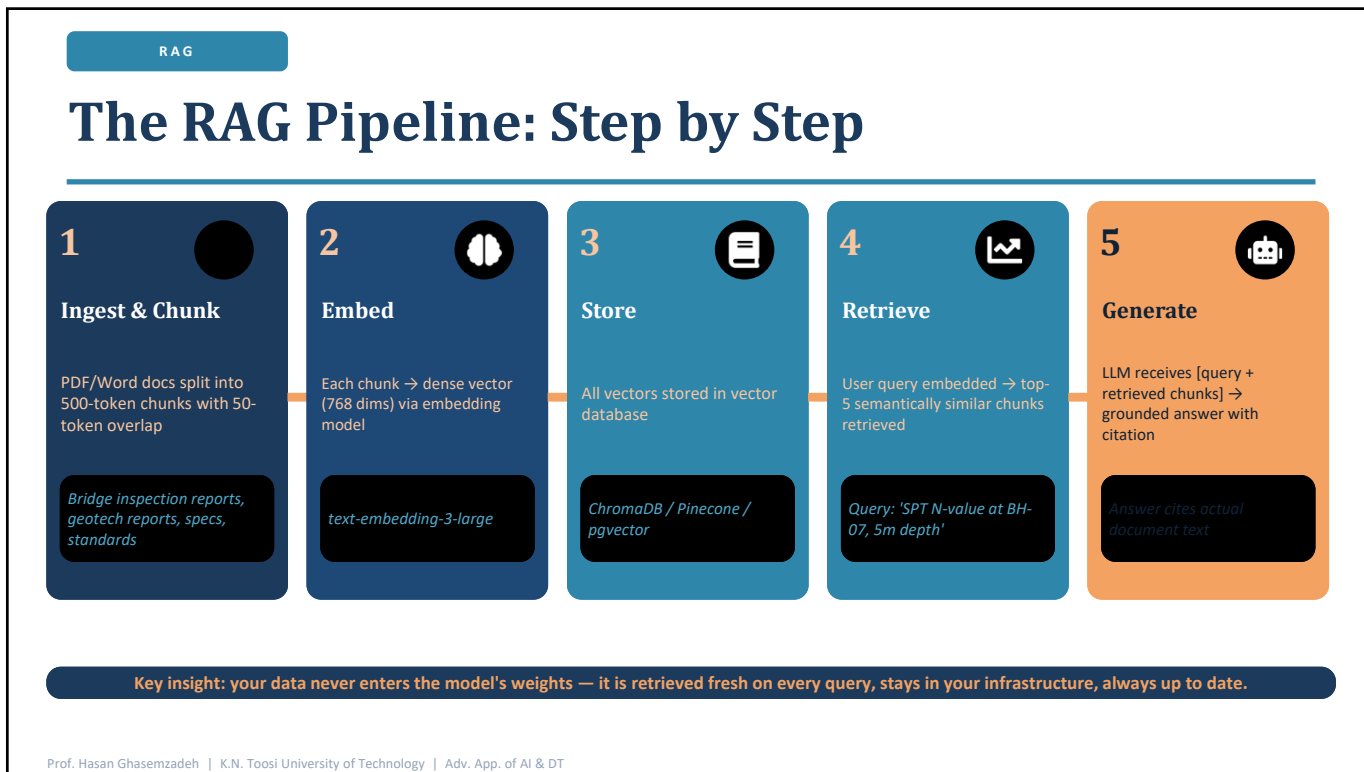 RAG
The RAG Pipeline: Step by Step
1
Ingest & Chunk
PDF/Word docs split into
500-token chunks with 50-
token overlap
Bridge inspection reports,
geotech reports, specs,
standards
2
Embed
Each chunk → dense vector
(768 dims) via embedding
model
text-embedding-3-large
3
Store
All vectors stored in vector
database
ChromaDB / Pinecone /
pgvector
4
Retrieve
User query embedded → top-
5 semantically similar chunks
retrieved
Query: 'SPT N-value at BH-
07, 5m depth'
5
Generate
LLM receives [query +
retrieved chunks] →
grounded answer with
citation
Answer cites actual
document text
Key insight: your data never enters the model's weights — it is retrieved fresh on every query, stays in your infrastructure, always up to date.
Prof. Hasan Ghasemzadeh | K.N. Toosi University of Technology | Adv. App. of AI & DT